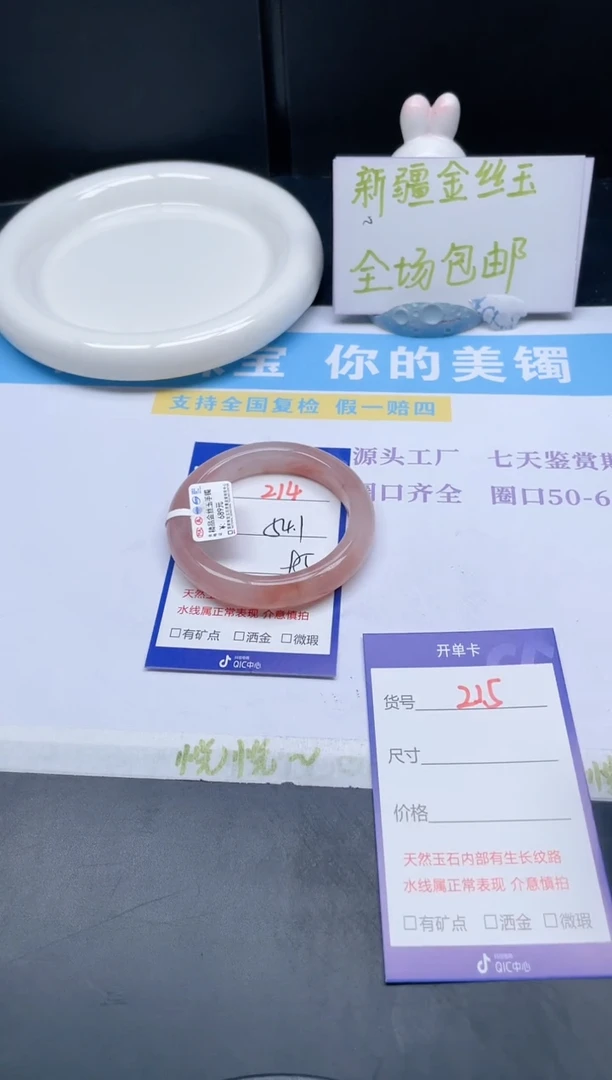 新疆金丝玉
全场包邮
宝 你的美镯
支持全国复检 假一赔四
源头工厂 七天鉴赏期
圈口齐全 圈口50-6
214
54.1
天然
水线属正常表现 介意慎拍
□有矿点 □洒金 □微瑕
QIC中心
悦悦~
开单卡
货号 215
尺寸
价格
天然玉石内部有生长纹路
水线属正常表现 介意慎拍
□有矿点 □洒金 □微瑕
QIC中心